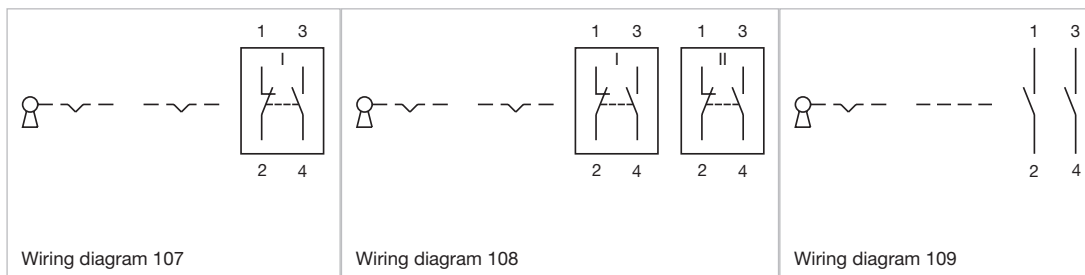 1 3
I
2 4
Wiring diagram 107
1 3 1 3
I II
2 4 2 4
Wiring diagram 108
1 3
2 4
Wiring diagram 109